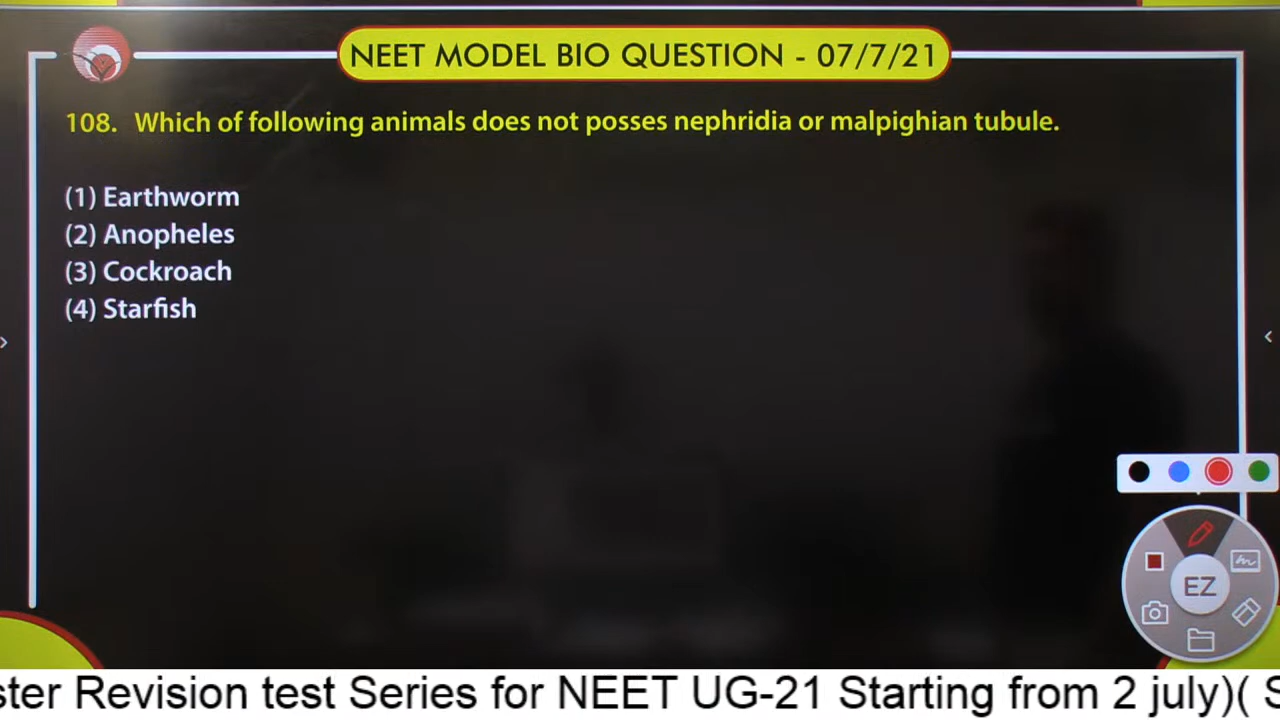 NEET MODEL BIO QUESTION - 07/7/21
108. Which of following animals does not posses nephridia or malpighian tubule.
(1) Earthworm
(2) Anopheles
(3) Cockroach
(4) Starfish
EZ
ster Revision test Series for NEET UG-21 Starting from 2 july)( S